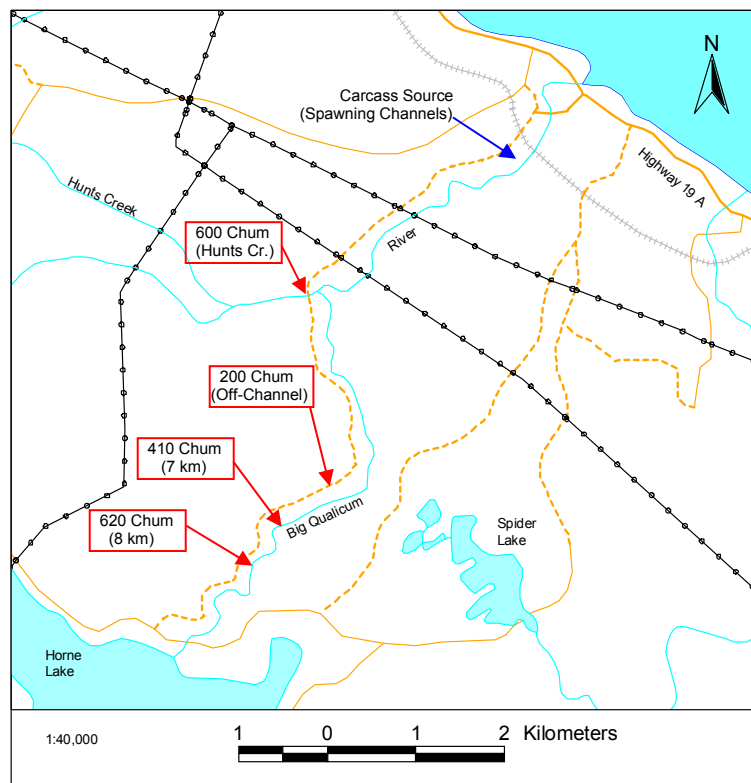 N
Carcass Source
(Spawning Channels)
Highway 19 A
Hunts Creek
600 Chum
(Hunts Cr.)
River
200 Chum
(Off-Channel)
410 Chum
(7 km)
620 Chum
(8 km)
Big Qualicum
Spider
Lake
Horne
Lake
1:40,000
1 0 1 2 Kilometers